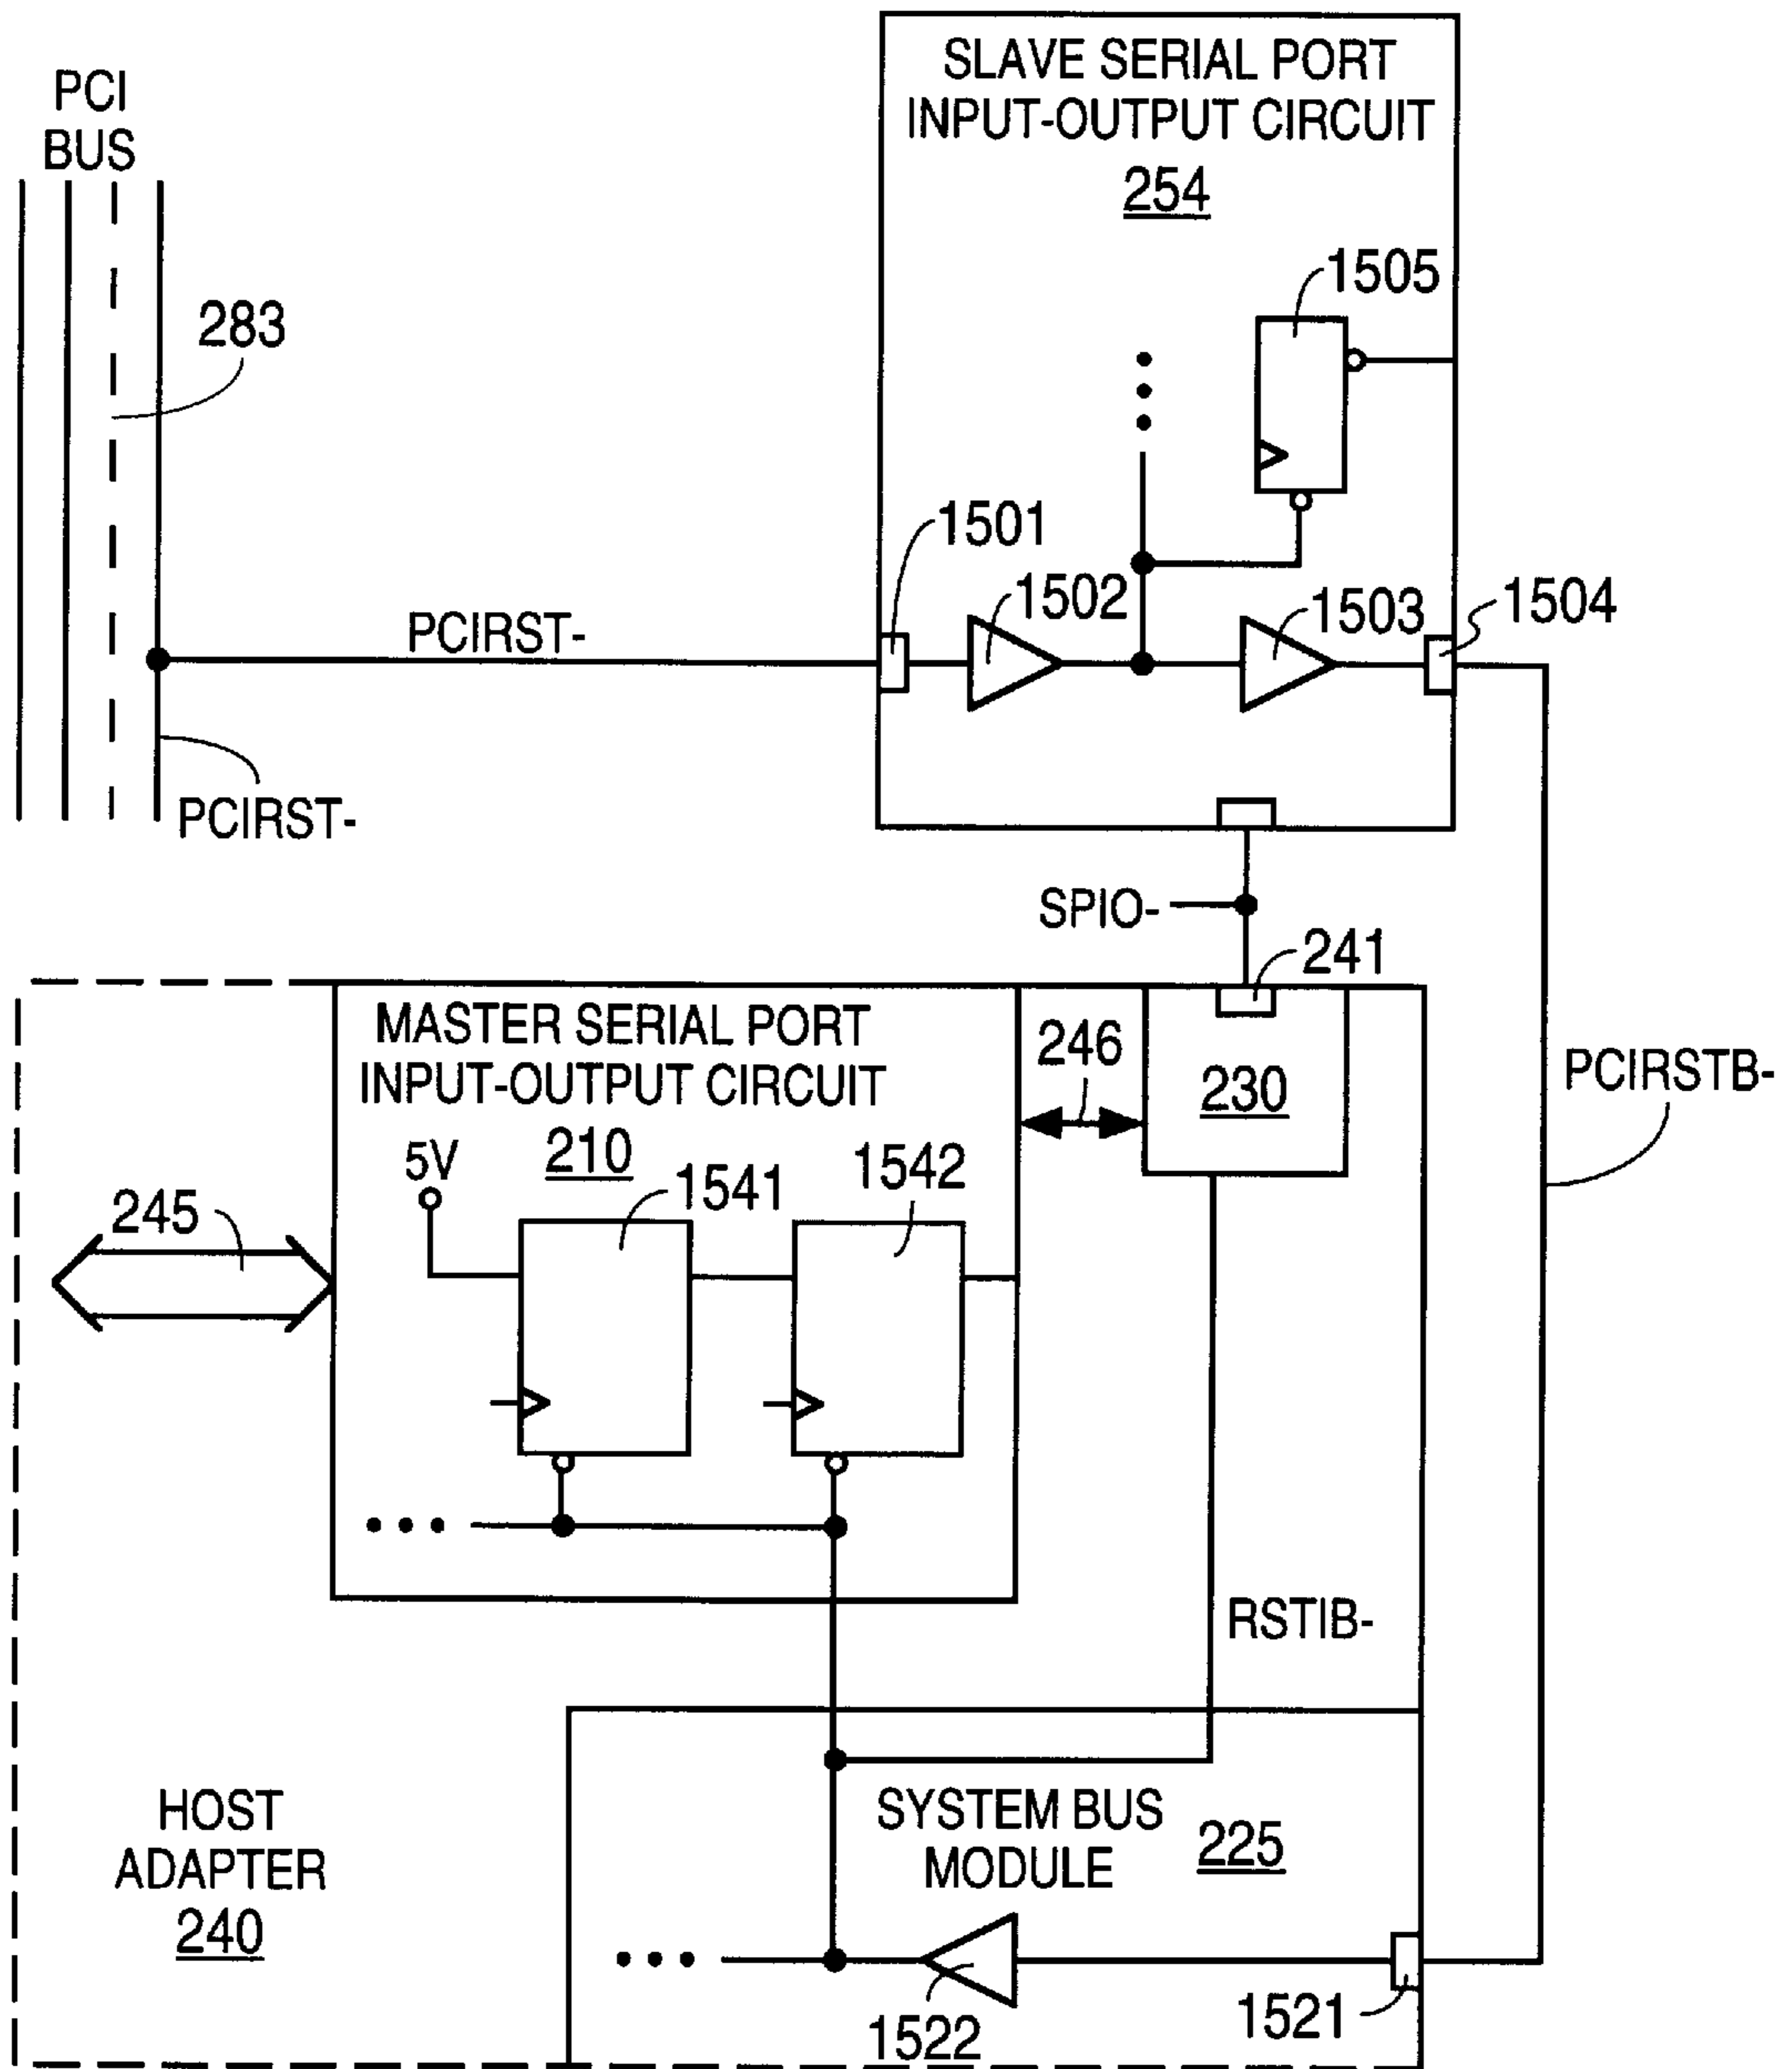 PCI
BUS
283
PCIRST-
PCIRST-
SLAVE SERIAL PORT
INPUT-OUTPUT CIRCUIT
254
1505
1501
1502
1503
1504
SPIO-
241
MASTER SERIAL PORT
INPUT-OUTPUT CIRCUIT
210
246
230
PCIRSTB-
5V
1541
1542
245
RSTIB-
HOST
ADAPTER
240
SYSTEM BUS
MODULE
225
1522
1521